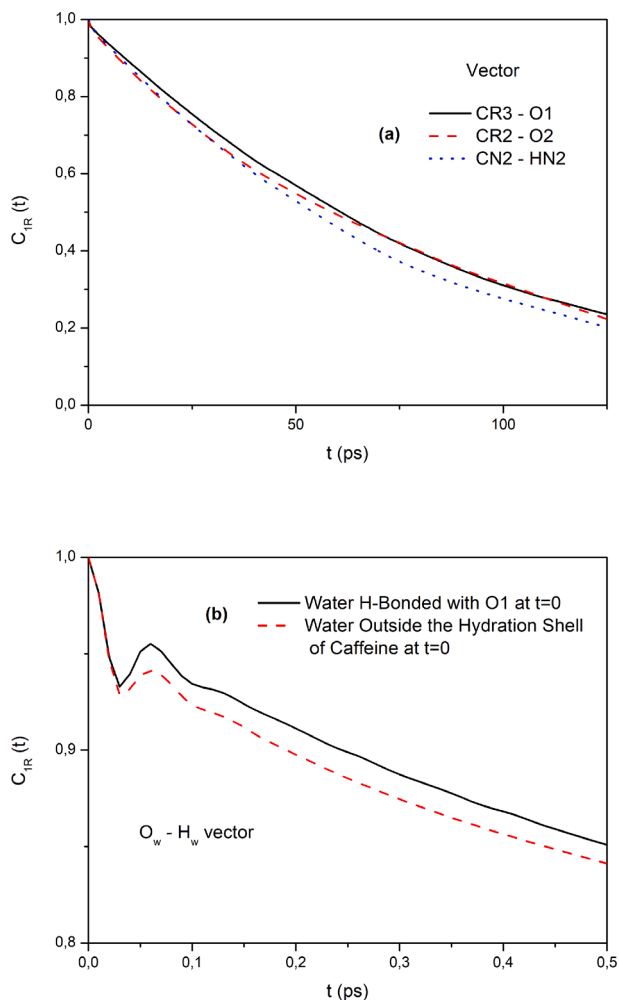 1,0
0,8
0,6
0,4
0,2
0,0
C1R (t)
Vector
(a)
CR3 - O1
CR2 - O2
CN2 - HN2
0
50
100
t (ps)
1,0
0,9
0,8
C1R (t)
(b)
Water H-Bonded with O1 at t=0
Water Outside the Hydration Shell
of Caffeine at t=0
Ow - Hw vector
0,0
0,1
0,2
0,3
0,4
0,5
t (ps)